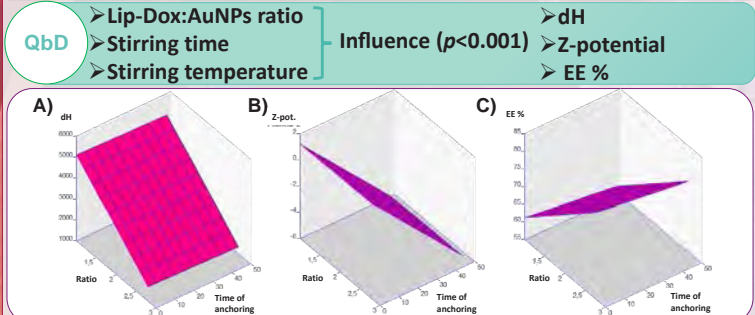 QbD
➢Lip-Dox:AuNPs ratio
➢Stirring time
➢Stirring temperature
Influence (p<0.001)
➢dH
➢Z-potential
➢ EE %
A)
dH
6000
5000
4000
3000
2000
1000
1,5
2
2,5
3
Ratio
0
10
20
30
40
50
Time of
anchoring
B)
Z-pot.
2
0
-2
-4
-6
1,5
2
2,5
3
Ratio
0
10
20
30
40
50
Time of
anchoring
C)
EE %
85
80
75
70
65
60
55
1,5
2
2,5
3
Ratio
0
10
20
30
40
50
Time of
anchoring